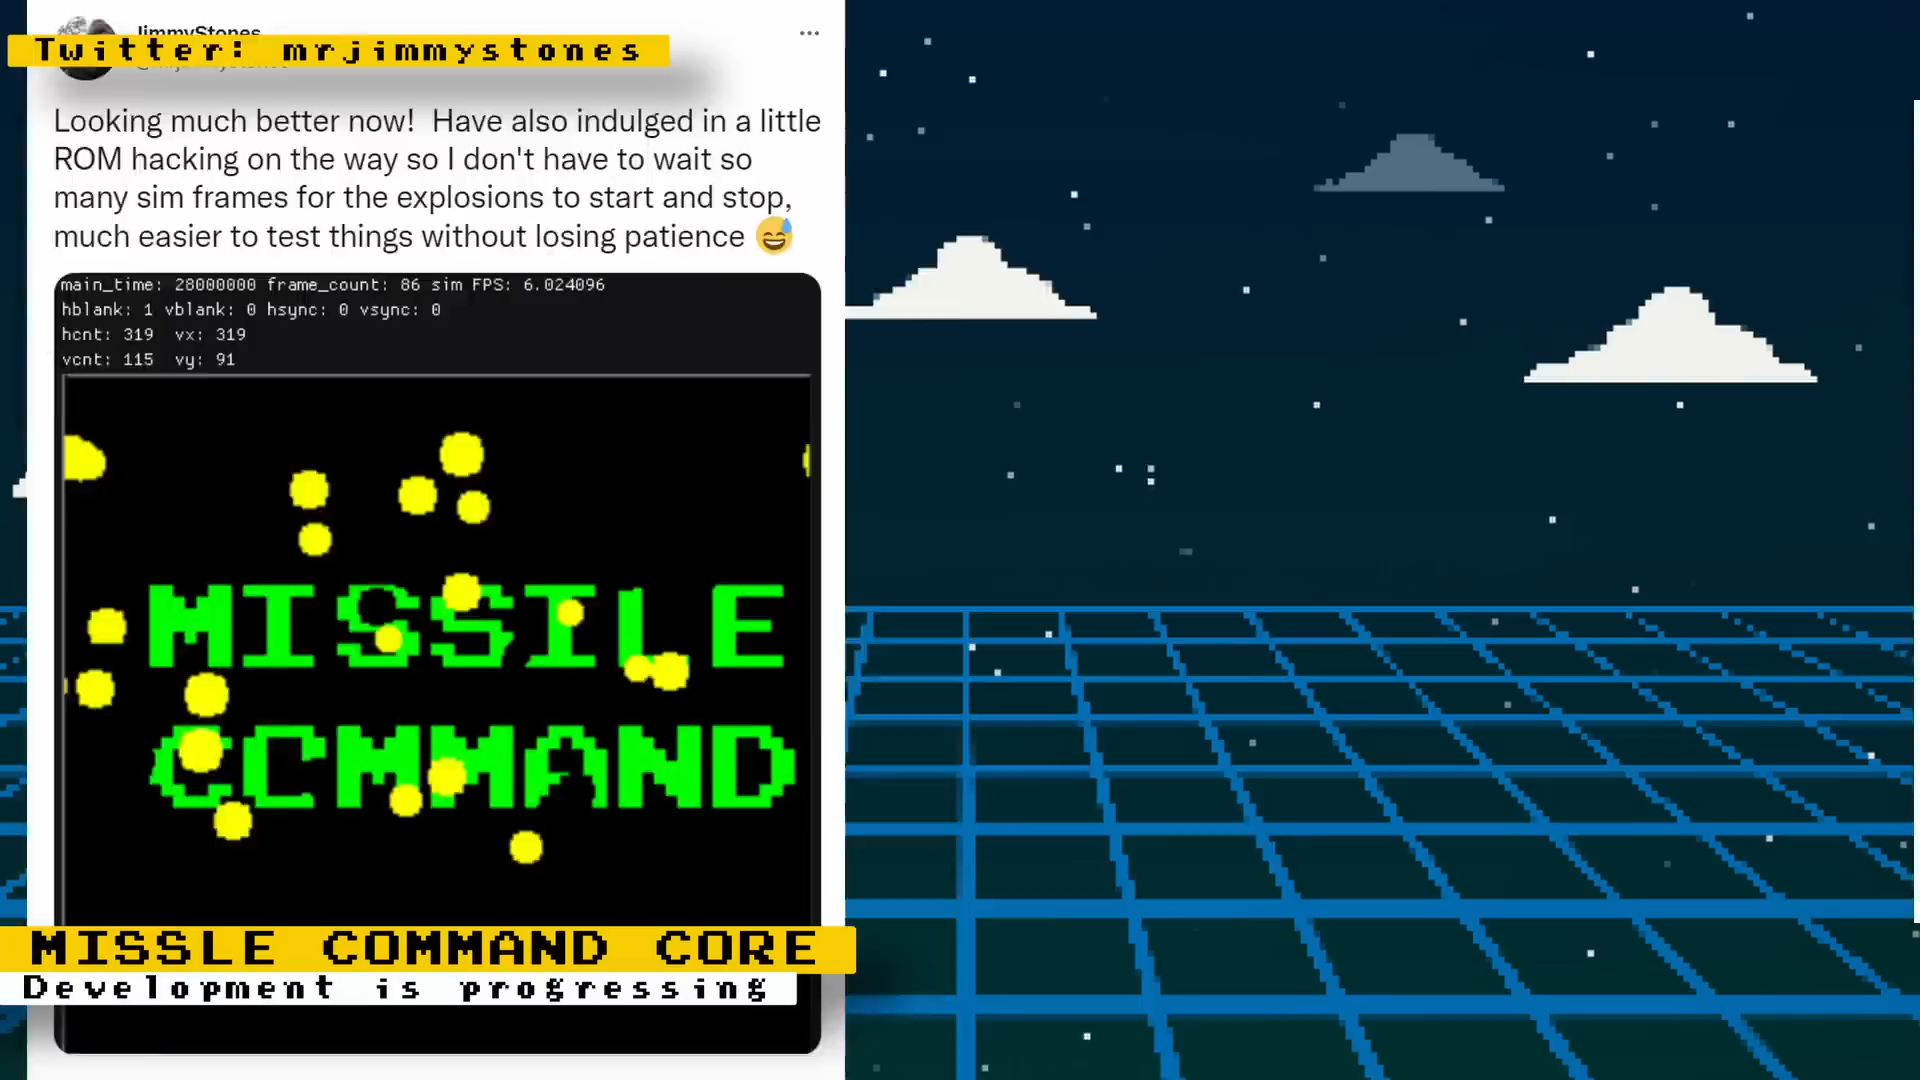 JimmyStones
Twitter: mrjimmystones
Looking much better now!  Have also indulged in a little
ROM hacking on the way so I don't have to wait so
many sim frames for the explosions to start and stop,
much easier to test things without losing patience 😅
main_time: 28000000 frame_count: 86 sim FPS: 6.024096
hblank: 1 vblank: 0 hsync: 0 vsync: 0
hcnt: 319  vx: 319
vcnt: 115  vy: 91
MISSILE
COMMAND
MISSLE COMMAND CORE
Development is progressing